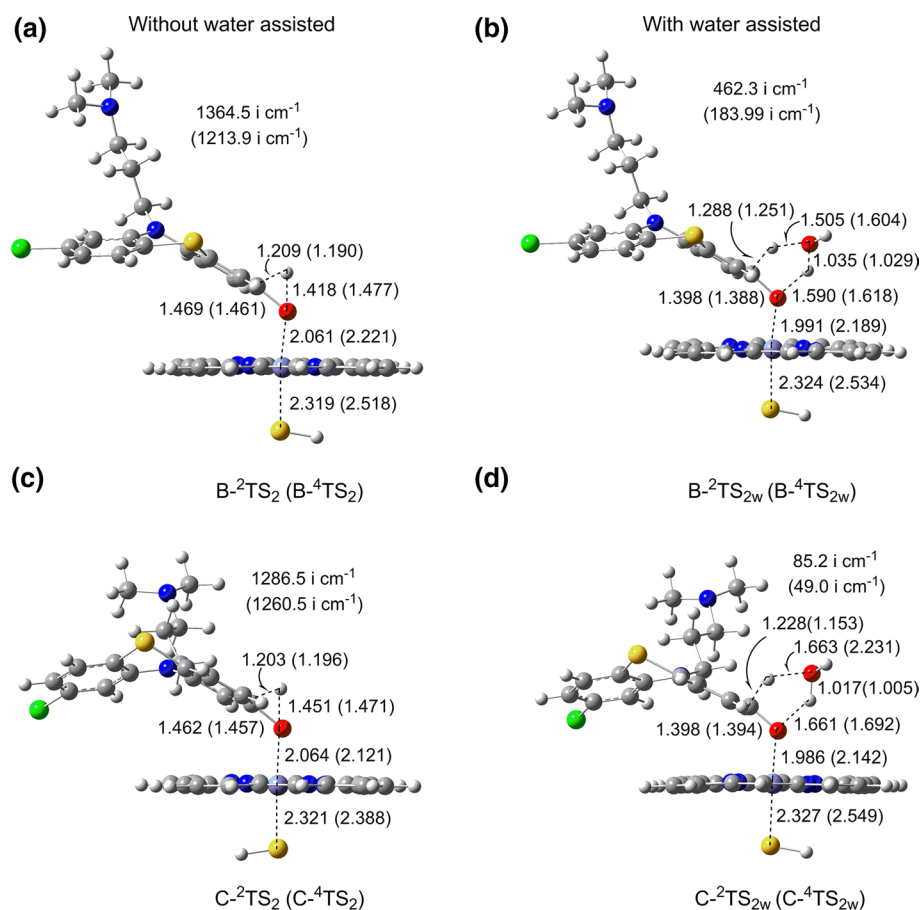 (a)
Without water assisted
1364.5 i cm-1
(1213.9 i cm-1)
1.209 (1.190)
1.418 (1.477)
1.469 (1.461)
2.061 (2.221)
2.319 (2.518)
B-2TS2 (B-4TS2)
(b)
With water assisted
462.3 i cm-1
(183.99 i cm-1)
1.288 (1.251)
1.505 (1.604)
1.035 (1.029)
1.398 (1.388)
1.590 (1.618)
1.991 (2.189)
2.324 (2.534)
B-2TS2w (B-4TS2w)
(c)
1286.5 i cm-1
(1260.5 i cm-1)
1.203 (1.196)
1.451 (1.471)
1.462 (1.457)
2.064 (2.121)
2.321 (2.388)
C-2TS2 (C-4TS2)
(d)
85.2 i cm-1
(49.0 i cm-1)
1.228(1.153)
1.663 (2.231)
1.017(1.005)
1.398 (1.394)
1.661 (1.692)
1.986 (2.142)
2.327 (2.549)
C-2TS2w (C-4TS2w)